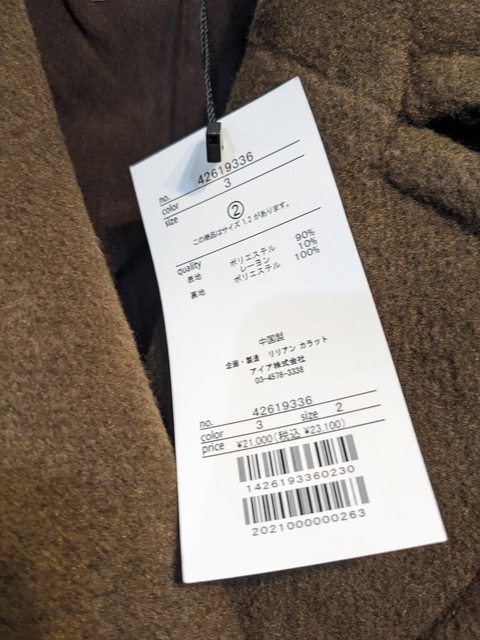 no. 42619336
color 3
size ②
この商品はサイズ 1.2 があります。
quality
表地 ポリエステル 90%
レーヨン 10%
裏地 ポリエステル 100%
中国製
企画・製造 リリアン カラット
アイア株式会社
03-4578-3338
no. 42619336
color 3 size 2
price ¥21,000(税込 ¥23,100)
1426193360230
2021000000263